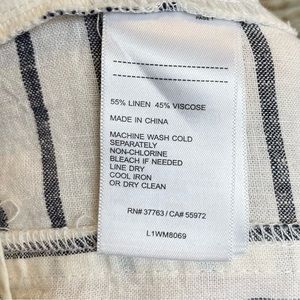 55% LINEN 45% VISCOSE
MADE IN CHINA
MACHINE WASH COLD
SEPARATELY
NON-CHLORINE
BLEACH IF NEEDED
LINE DRY
COOL IRON
OR DRY CLEAN
RN# 37763 / CA# 55972
L1WM8069